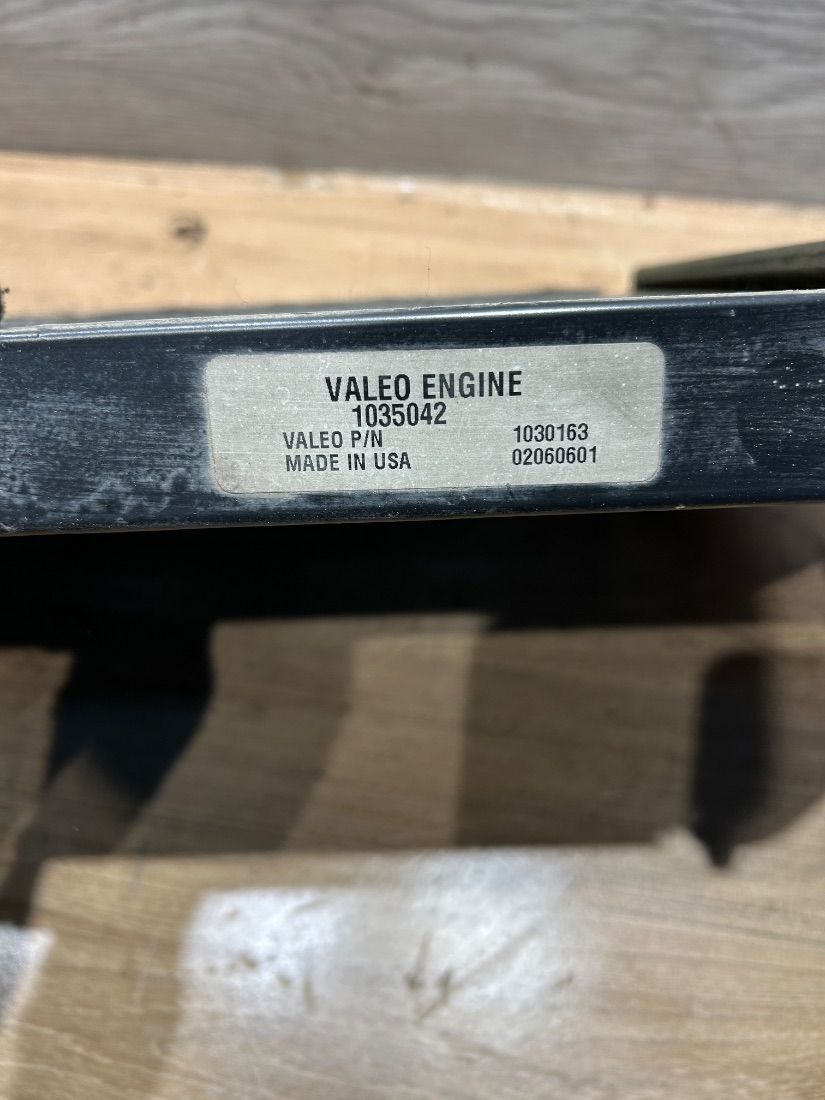 VALEO ENGINE
1035042
VALEO P/N 1030163
MADE IN USA 02060601